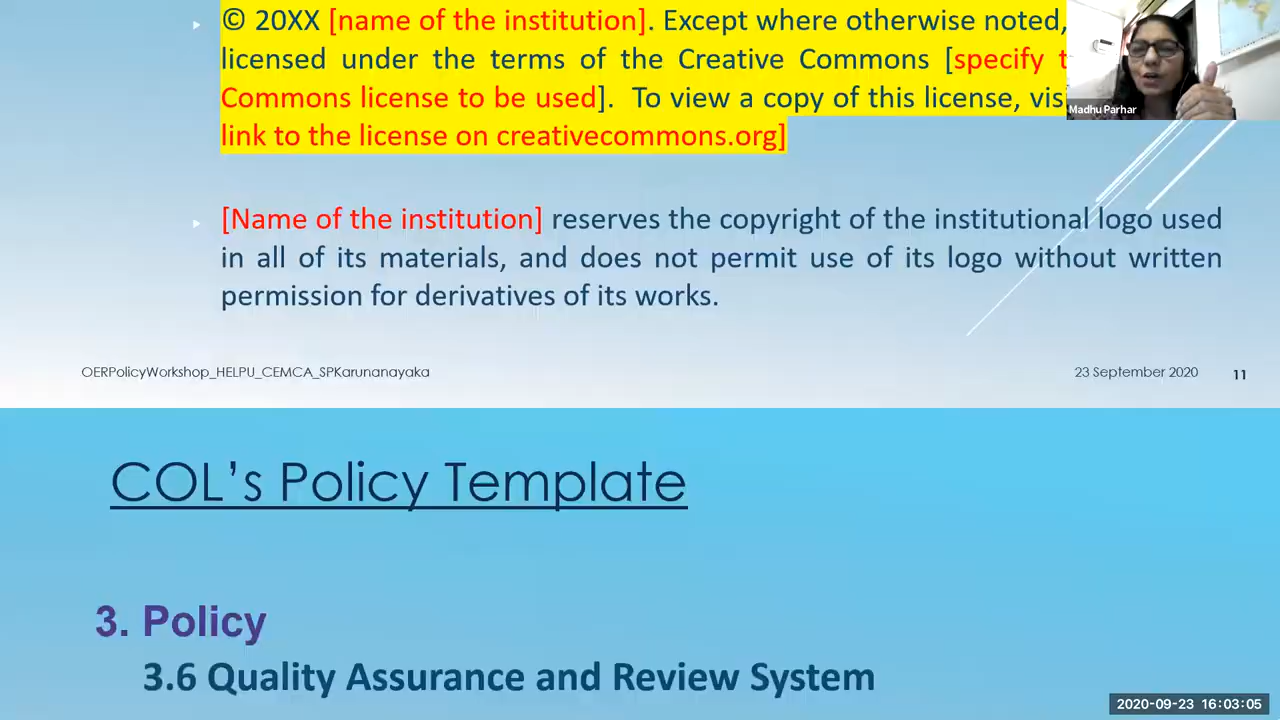 © 20XX [name of the institution]. Except where otherwise noted,
licensed under the terms of the Creative Commons [specify
Commons license to be used]. To view a copy of this license,
link to the license on creativecommons.org]
Madhu Parhar
[Name of the institution] reserves the copyright of the institutional logo used
in all of its materials, and does not permit use of its logo without written
permission for derivatives of its works.
OERPolicyWorkshop_HELPU_CEMCA_SPKarunanayaka
23 September 2020
11
COL’s Policy Template
3. Policy
3.6 Quality Assurance and Review System
2020-09-23 16:03:05